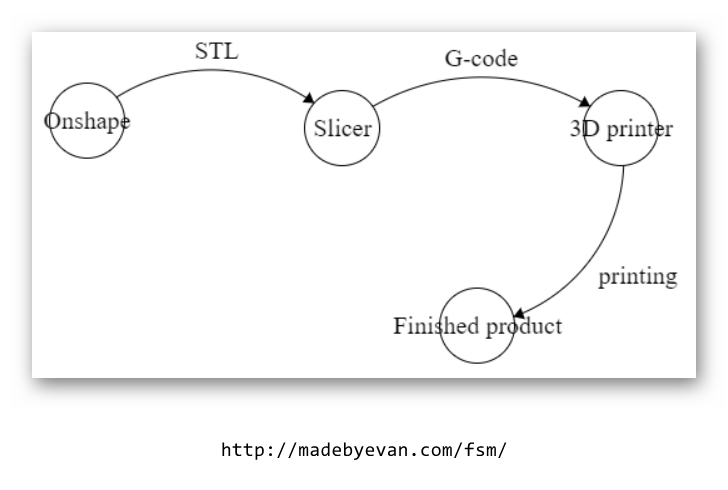 STL
G-code
Onshape
Slicer
3D printer
printing
Finished product
http://madebyevan.com/fsm/